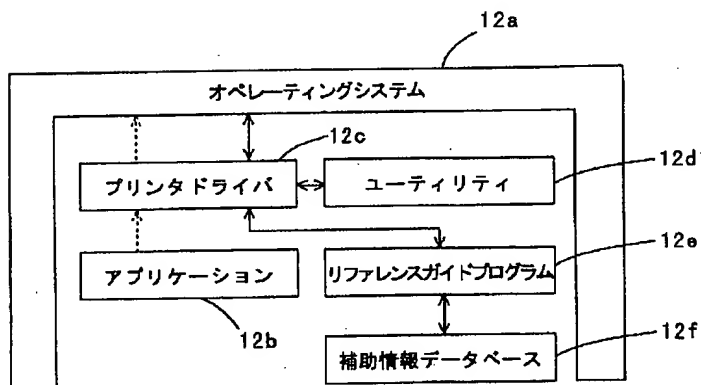 12a
オペレーティングシステム
12c
プリンタドライバ
ユーティリティ
12d
アプリケーション
リファレンスガイドプログラム
12e
12b
補助情報データベース
12f